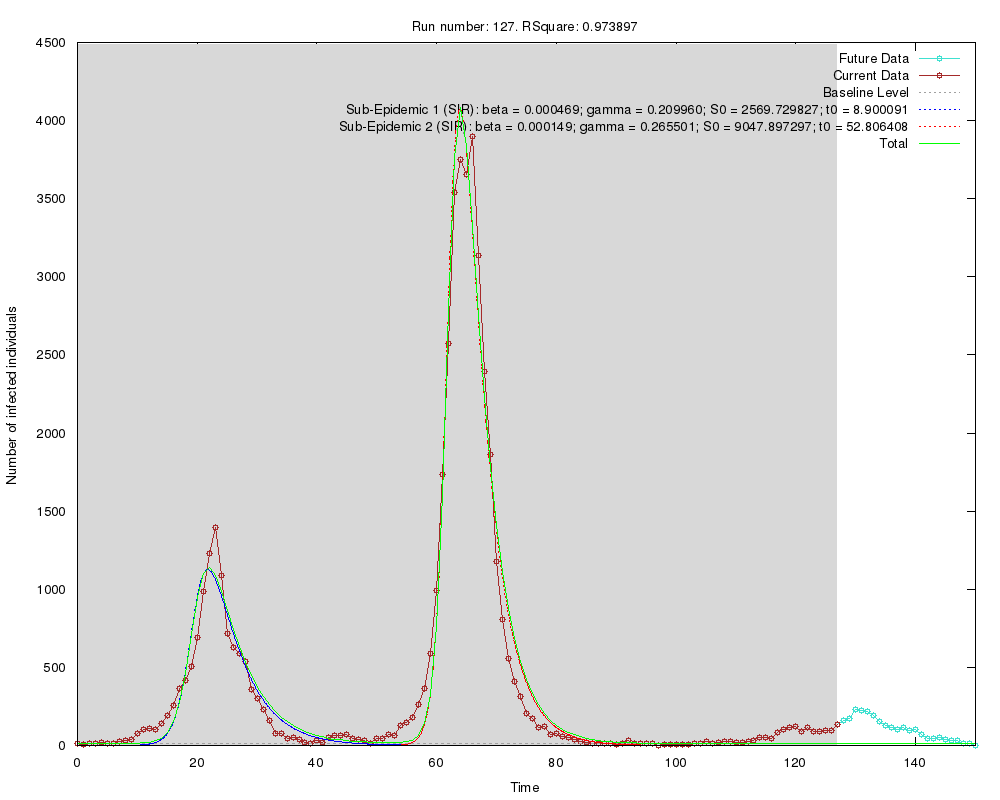 Run number: 127. RSquare: 0.973897
4500
4000
3500
3000
2500
2000
1500
1000
500
0
Number of infected individuals
Future Data
Current Data
Baseline Level
Sub-Epidemic 1 (SIR): beta = 0.000469; gamma = 0.209960; S0 = 2569.729827; t0 = 8.900091
Sub-Epidemic 2 (SIR): beta = 0.000149; gamma = 0.265501; S0 = 9047.897297; t0 = 52.806408
Total
0 20 40 60 80 100 120 140
Time